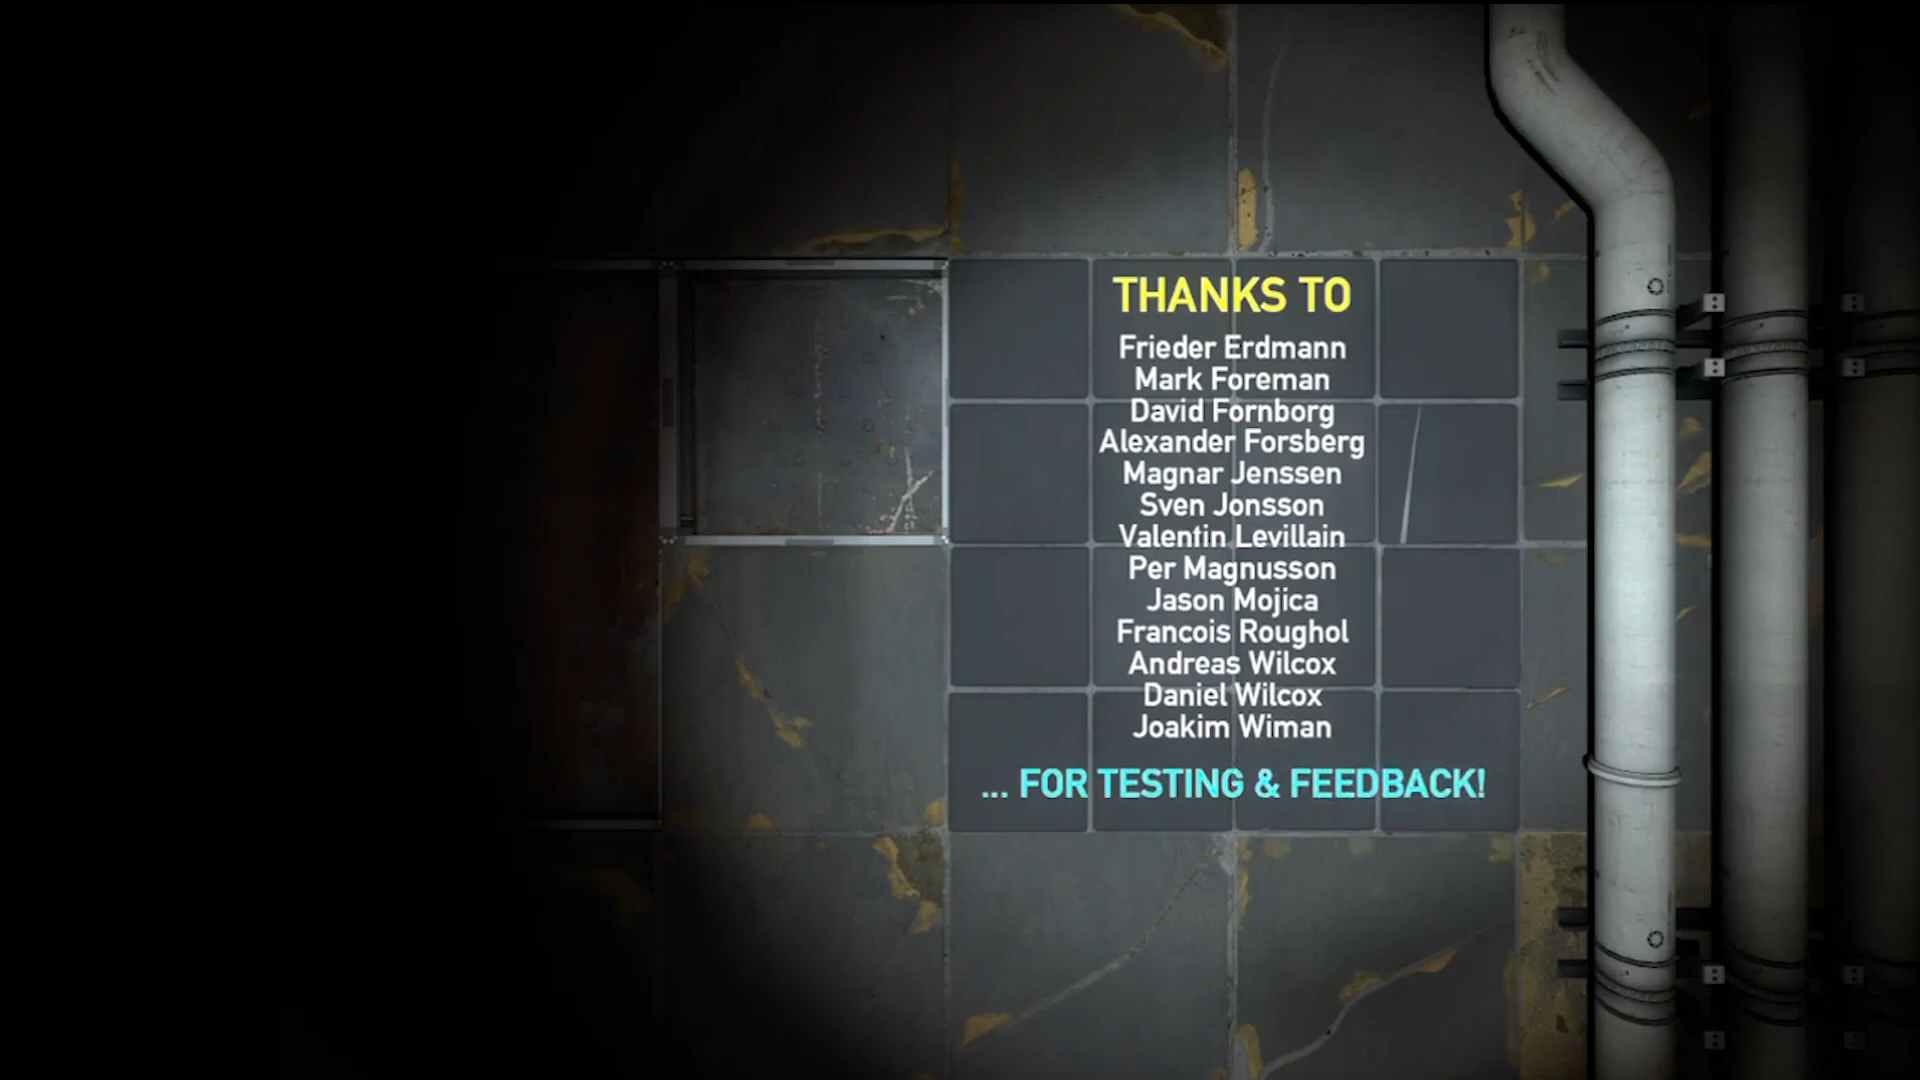 THANKS TO
Frieder Erdmann
Mark Foreman
David Fornborg
Alexander Forsberg
Magnar Jenssen
Sven Jonsson
Valentin Levillain
Per Magnusson
Jason Mojica
Francois Roughol
Andreas Wilcox
Daniel Wilcox
Joakim Wiman
... FOR TESTING & FEEDBACK!